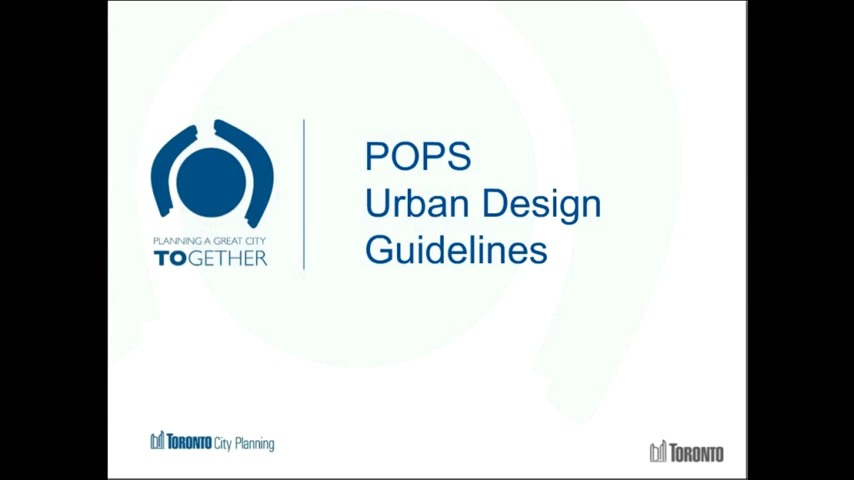 POPS
Urban Design
Guidelines
PLANNING A GREAT CITY
TOGETHER
TORONTO City Planning
TORONTO